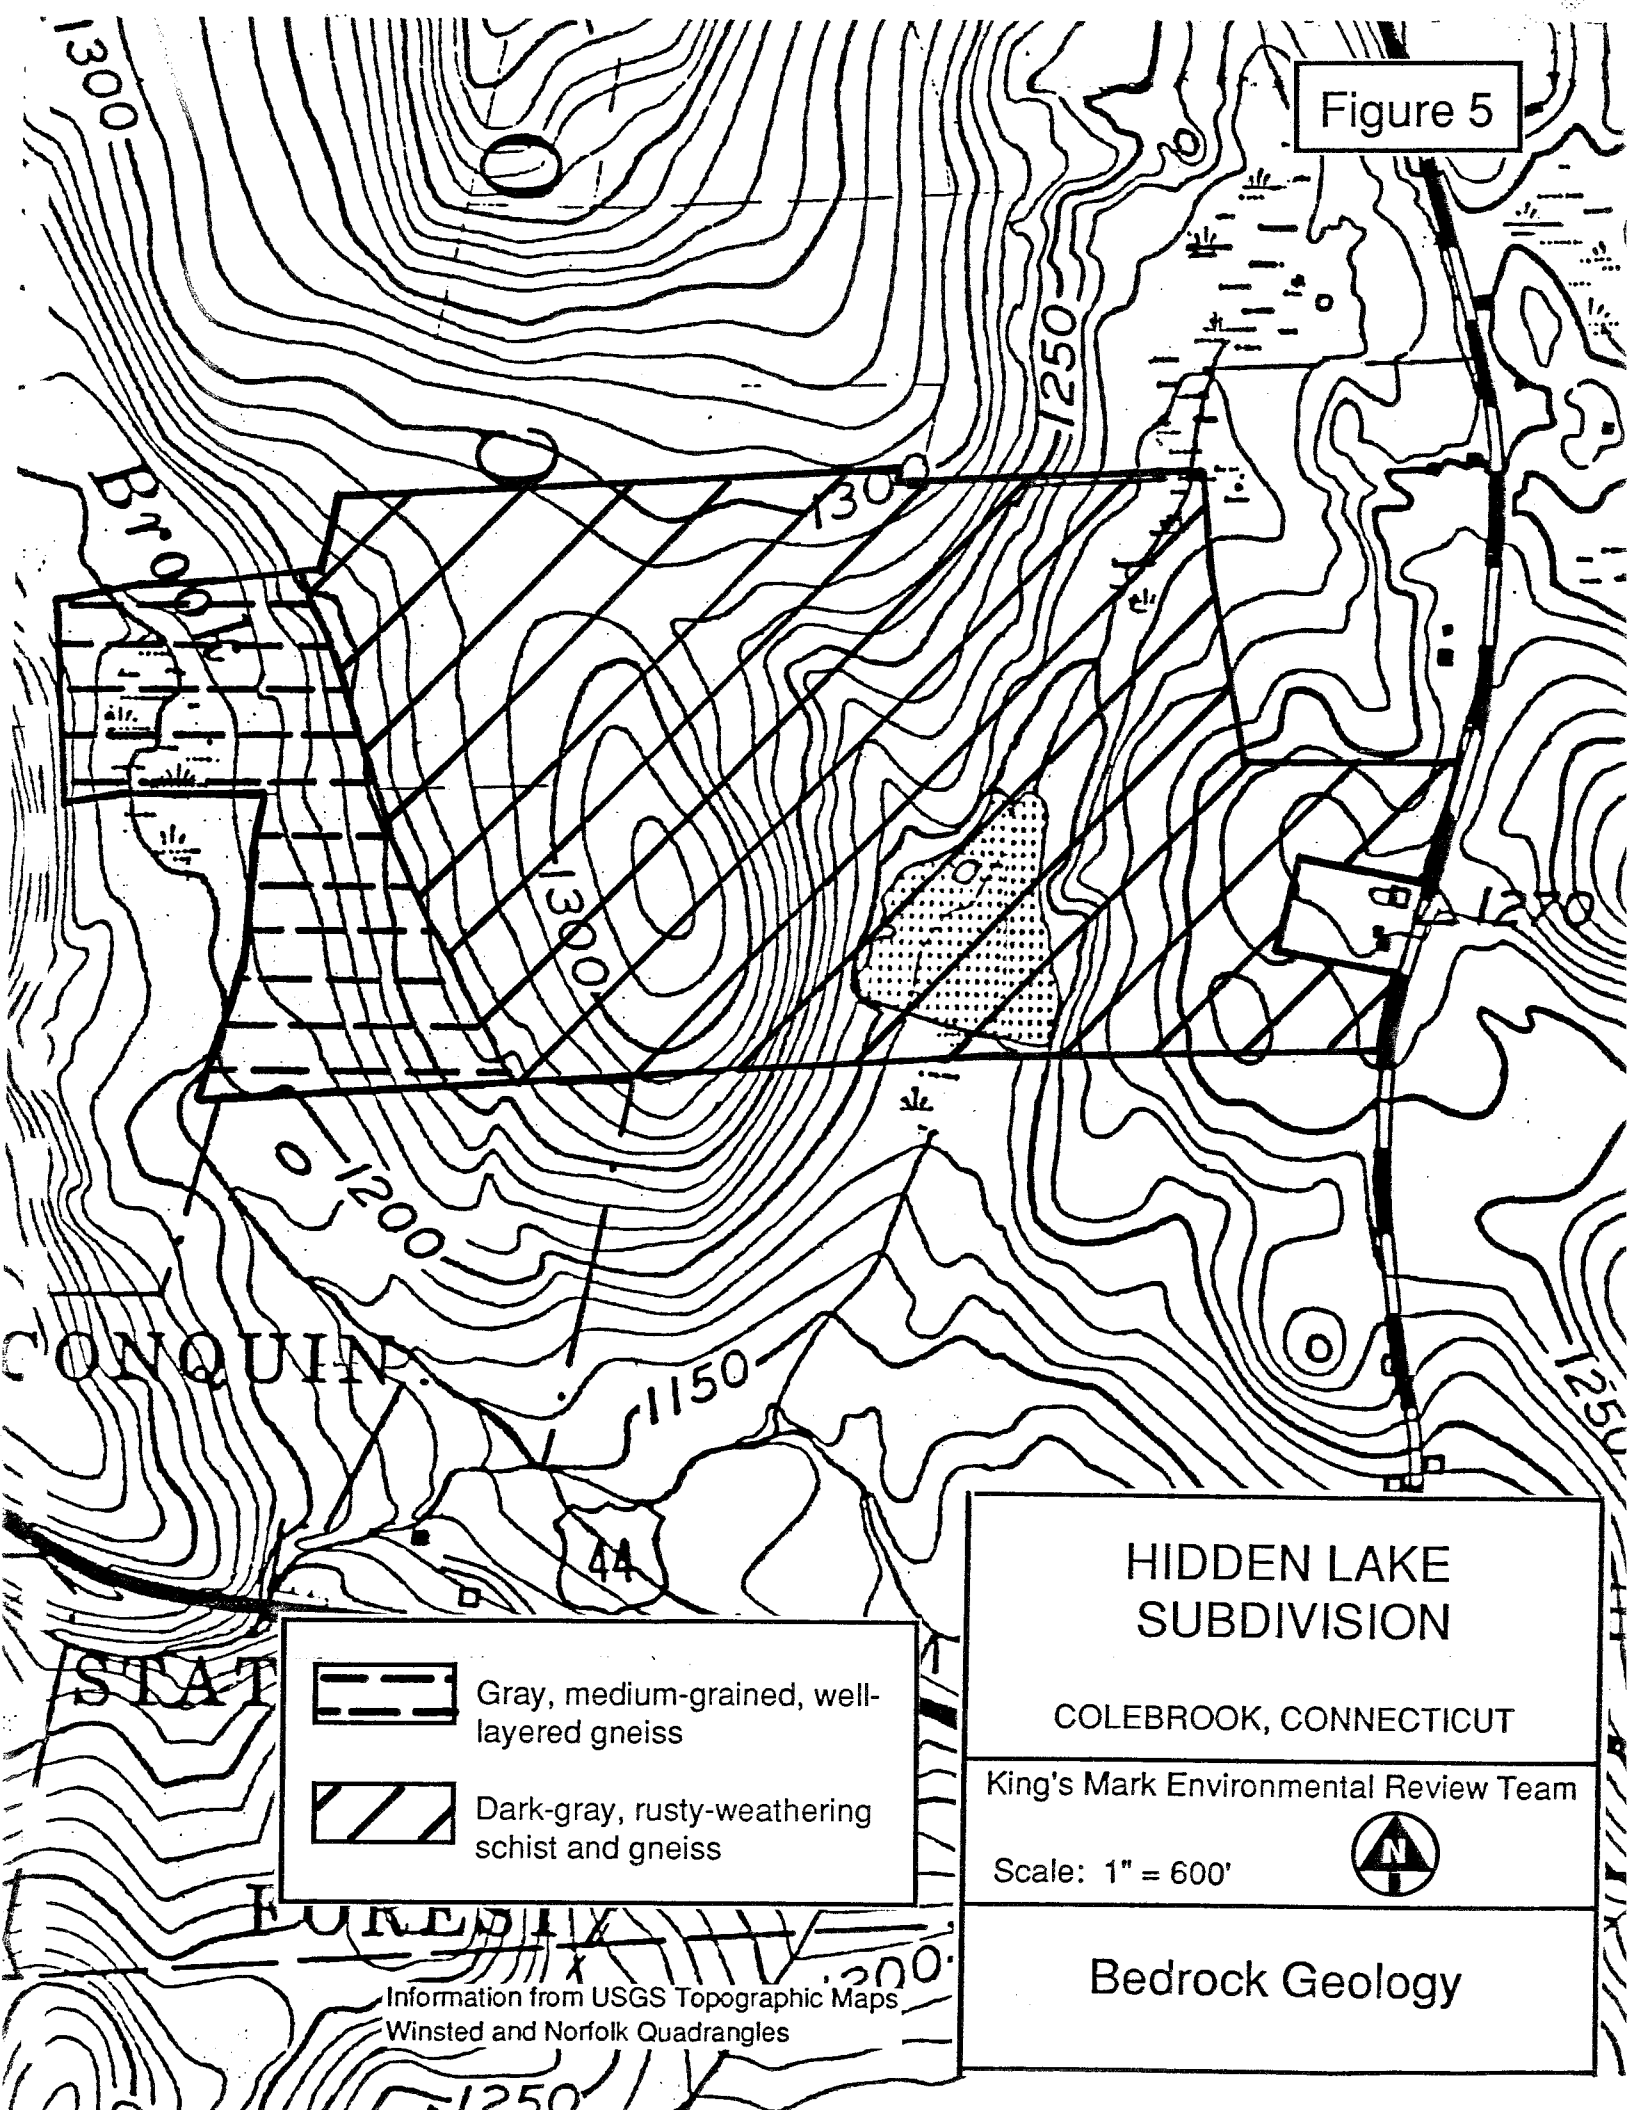 1300
Figure 5
1250
Brook
130
1300
1270
1200
CONQUIN
1150
1250
44
HIDDEN LAKE
SUBDIVISION
COLEBROOK, CONNECTICUT
King's Mark Environmental Review Team
N
Scale: 1" = 600'
Bedrock Geology
STAT
Gray, medium-grained, well-
layered gneiss
Dark-gray, rusty-weathering
schist and gneiss
FOREST
1200
Information from USGS Topographic Maps
Winsted and Norfolk Quadrangles
1250